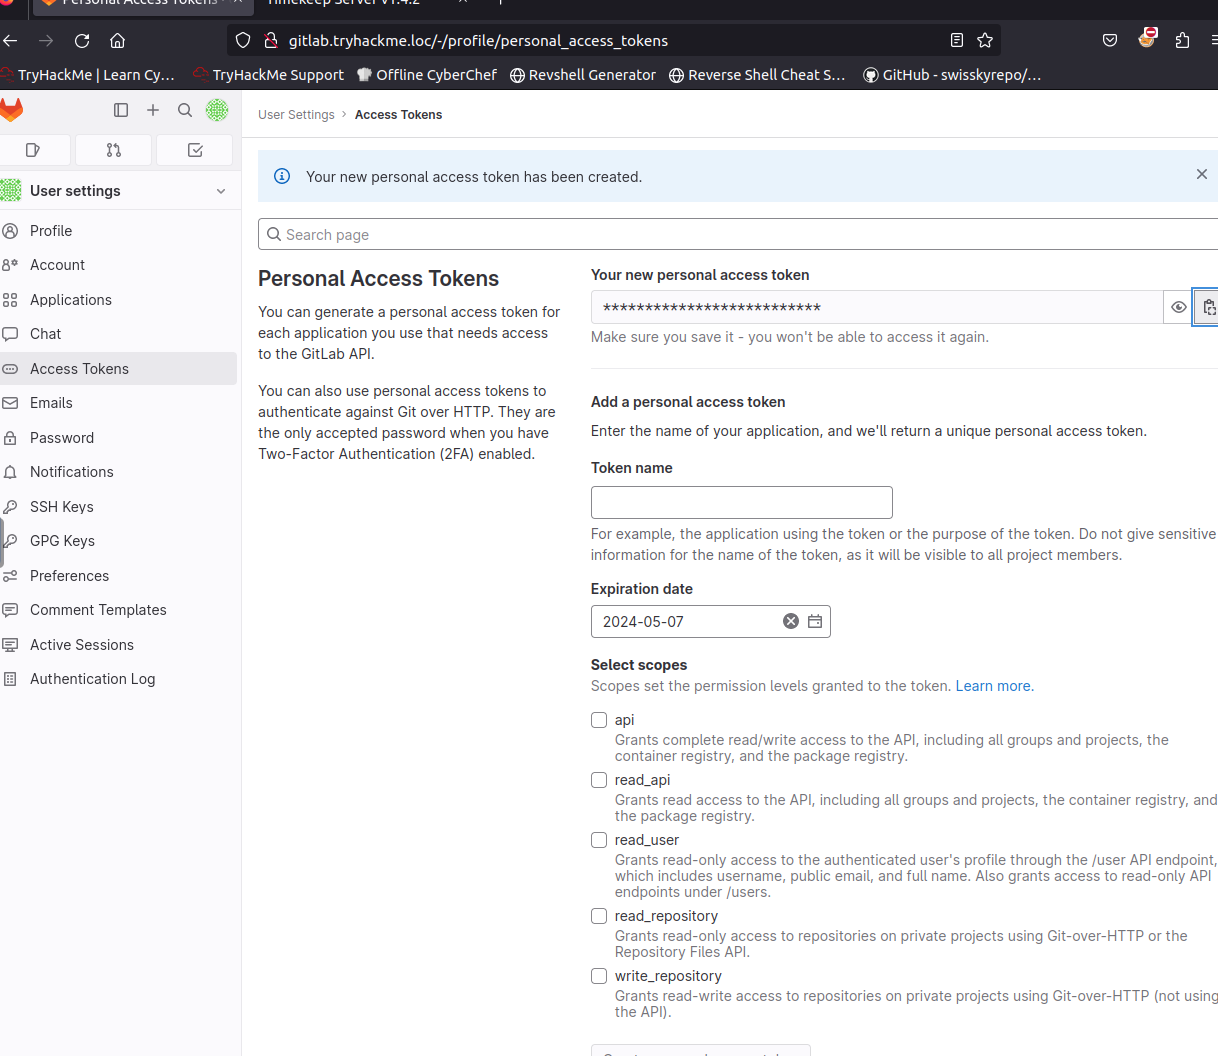 Personal Access Tokens
Timekeep Server v1.4.2
gitlab.tryhackme.loc/-/profile/personal_access_tokens
TryHackMe | Learn Cy…
TryHackMe Support
Offline CyberChef
Revshell Generator
Reverse Shell Cheat S…
GitHub - swisskyrepo/…
User Settings › Access Tokens
User settings
Profile
Account
Applications
Chat
Access Tokens
Emails
Password
Notifications
SSH Keys
GPG Keys
Preferences
Comment Templates
Active Sessions
Authentication Log
Your new personal access token has been created.
Search page
Personal Access Tokens
You can generate a personal access token for
each application you use that needs access
to the GitLab API.
You can also use personal access tokens to
authenticate against Git over HTTP. They are
the only accepted password when you have
Two-Factor Authentication (2FA) enabled.
Your new personal access token
**************************
Make sure you save it - you won't be able to access it again.
Add a personal access token
Enter the name of your application, and we'll return a unique personal access token.
Token name
For example, the application using the token or the purpose of the token. Do not give sensitive
information for the name of the token, as it will be visible to all project members.
Expiration date
2024-05-07
Select scopes
Scopes set the permission levels granted to the token. Learn more.
api
Grants complete read/write access to the API, including all groups and projects, the
container registry, and the package registry.
read_api
Grants read access to the API, including all groups and projects, the container registry, and
the package registry.
read_user
Grants read-only access to the authenticated user's profile through the /user API endpoint,
which includes username, public email, and full name. Also grants access to read-only API
endpoints under /users.
read_repository
Grants read-only access to repositories on private projects using Git-over-HTTP or the
Repository Files API.
write_repository
Grants read-write access to repositories on private projects using Git-over-HTTP (not using
the API).